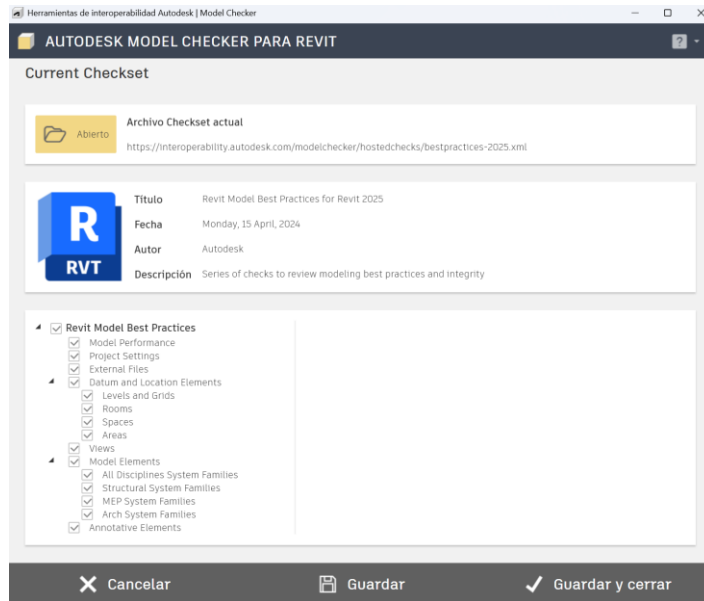 Herramientas de interoperabilidad Autodesk | Model Checker
AUTODESK MODEL CHECKER PARA REVIT
?
Current Checkset
Abierto
Archivo Checkset actual
https://interoperability.autodesk.com/modelchecker/hostedchecks/bestpractices-2025.xml
R
RVT
Título Revit Model Best Practices for Revit 2025
Fecha Monday, 15 April, 2024
Autor Autodesk
Descripción Series of checks to review modeling best practices and integrity
Revit Model Best Practices
Model Performance
Project Settings
External Files
Datum and Location Elements
Levels and Grids
Rooms
Spaces
Areas
Views
Model Elements
All Disciplines System Families
Structural System Families
MEP System Families
Arch System Families
Annotative Elements
Cancelar Guardar Guardar y cerrar